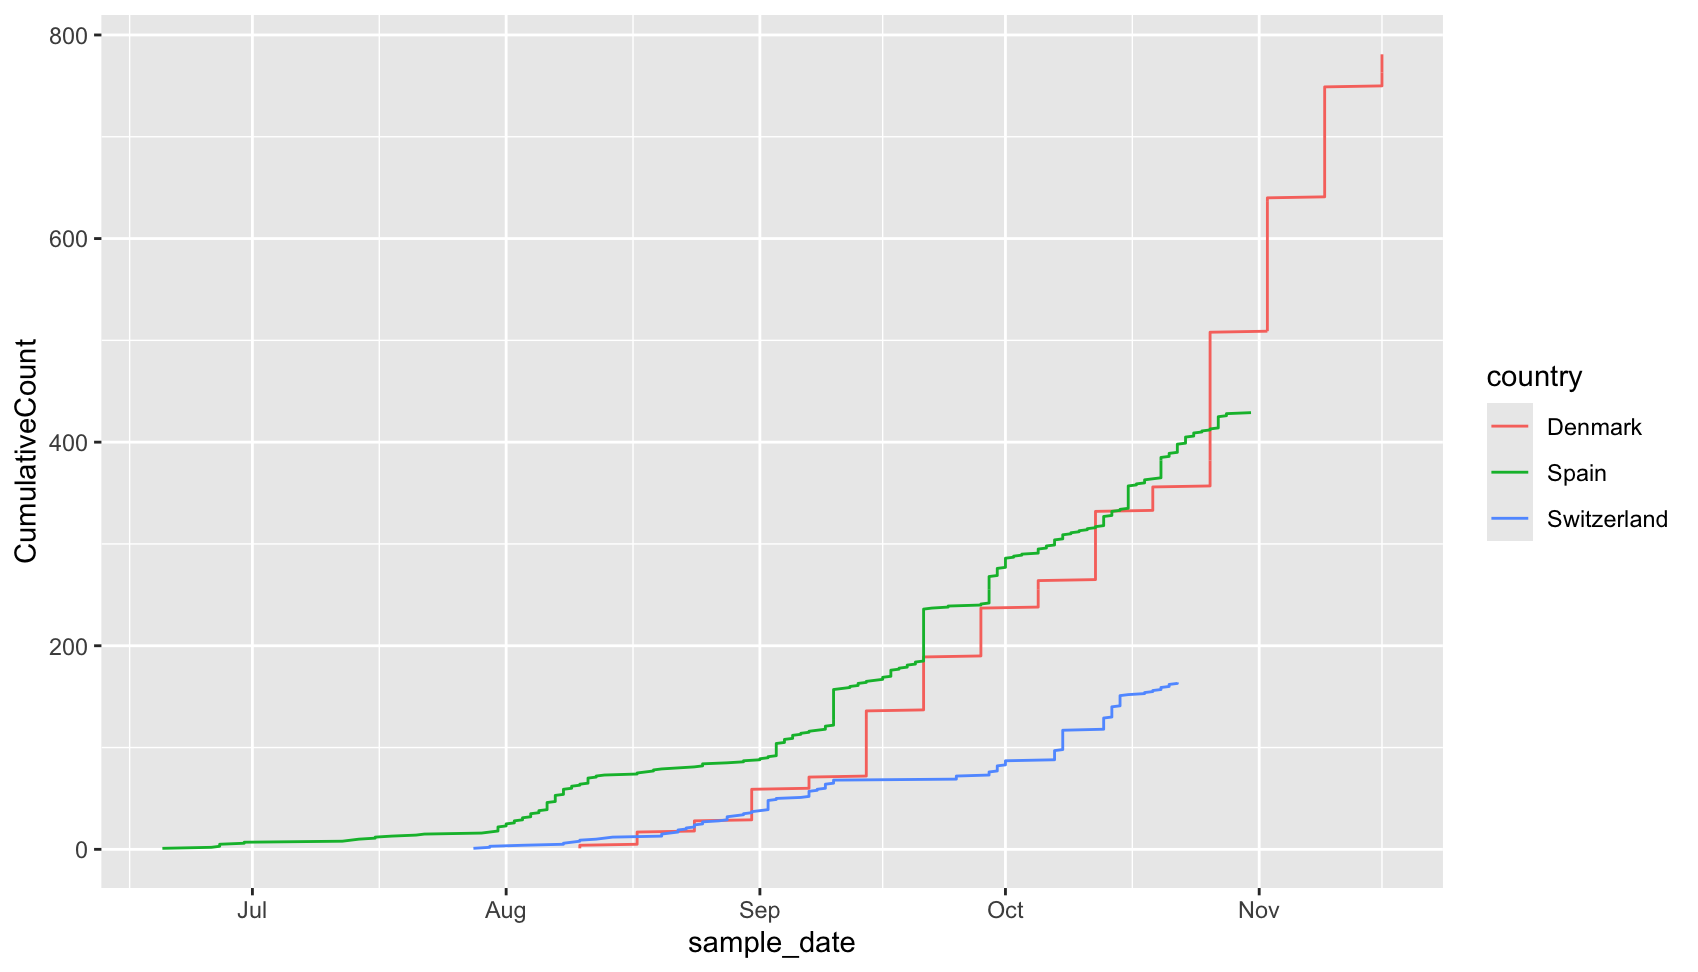 800
600
400
200
0
CumulativeCount
Jul Aug Sep Oct Nov
sample_date
country
Denmark
Spain
Switzerland